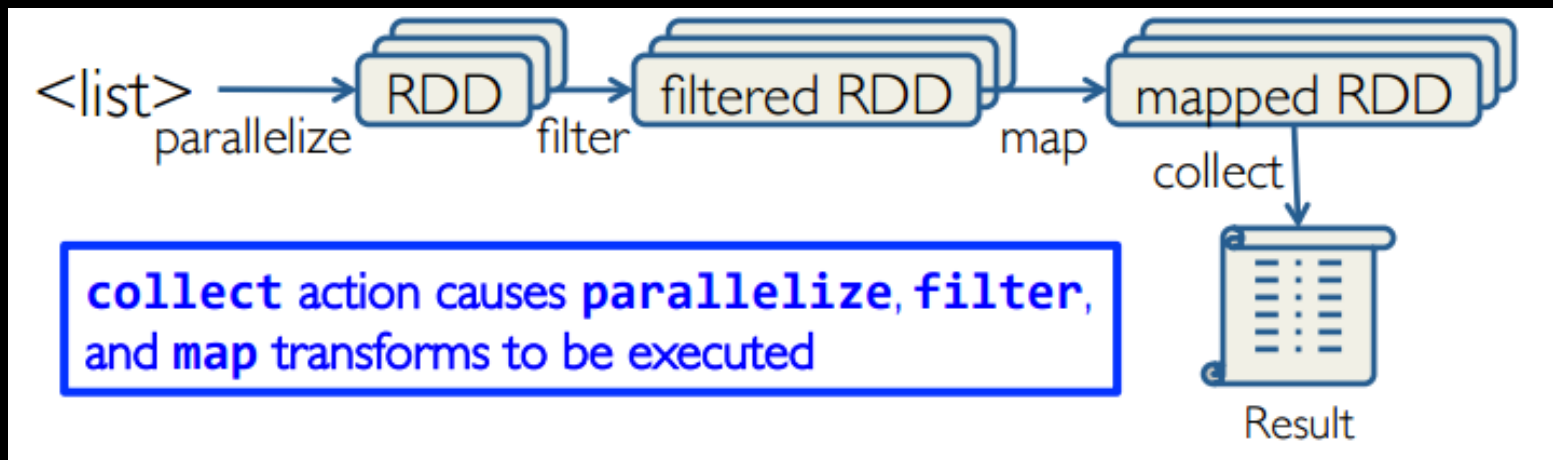 <list>
parallelize
RDD
filter
filtered RDD
map
mapped RDD
collect
collect action causes parallelize, filter,
and map transforms to be executed
Result